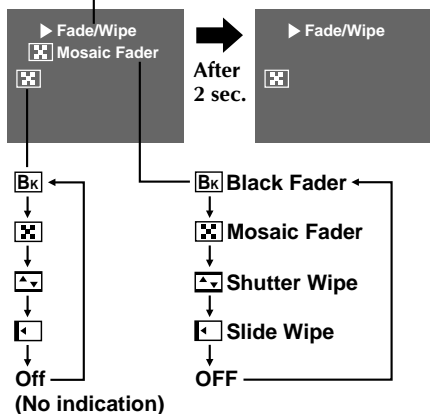 ▶ Fade/Wipe
Mosaic Fader
After
2 sec.
▶ Fade/Wipe
BK
Off
(No indication)
BK Black Fader
Mosaic Fader
Shutter Wipe
Slide Wipe
OFF